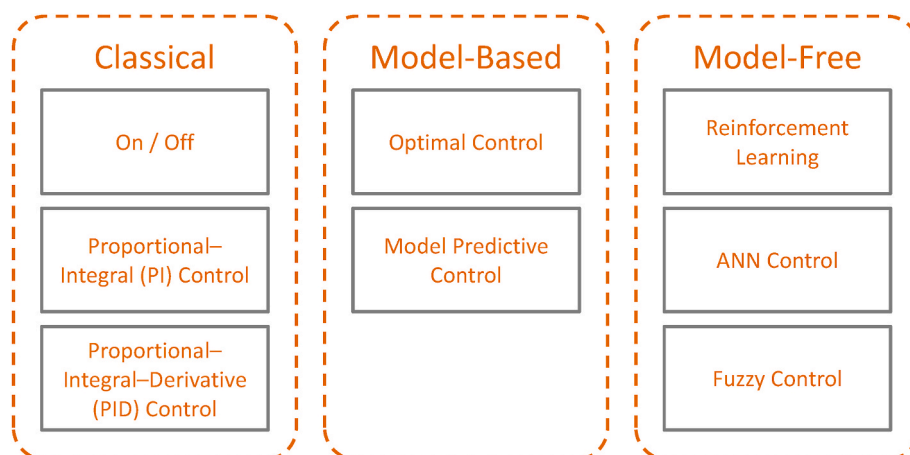 Classical
On / Off
Proportional–
Integral (PI) Control
Proportional–
Integral–Derivative
(PID) Control
Model-Based
Optimal Control
Model Predictive
Control
Model-Free
Reinforcement
Learning
ANN Control
Fuzzy Control